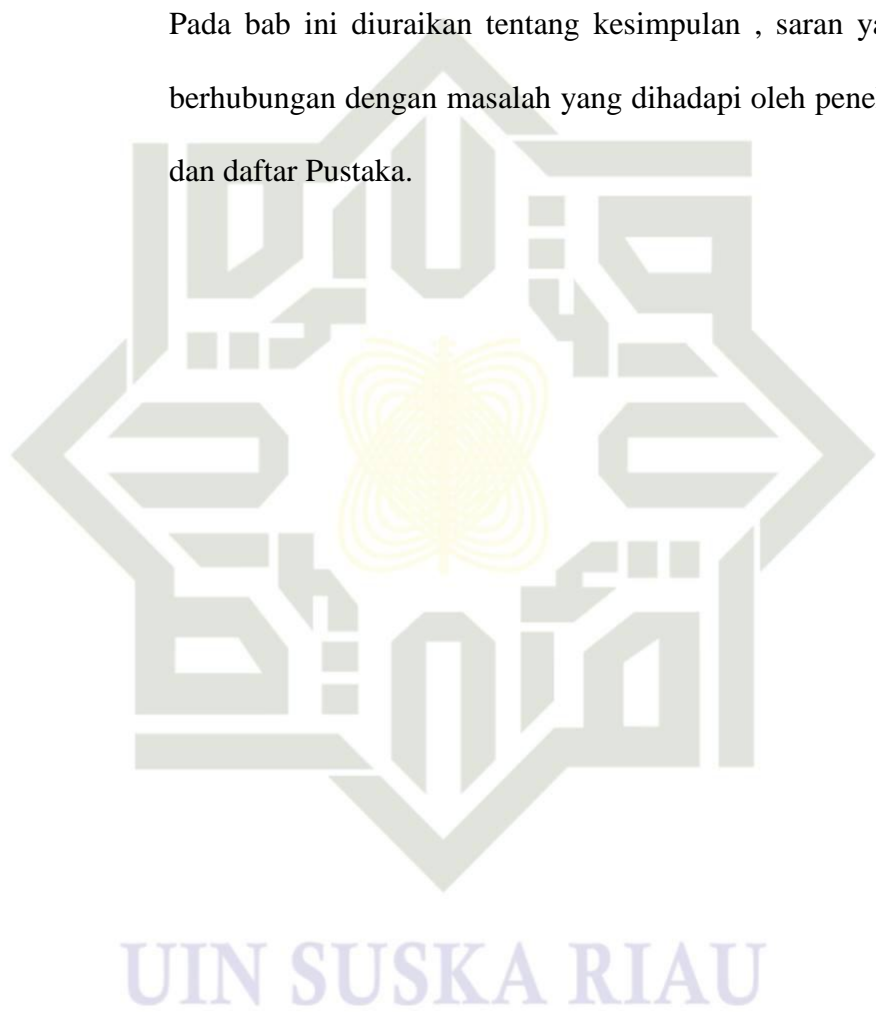 Pada bab ini diuraikan tentang kesimpulan , saran ya
berhubungan dengan masalah yang dihadapi oleh pene
dan daftar Pustaka.
UIN SUSKA RIAU